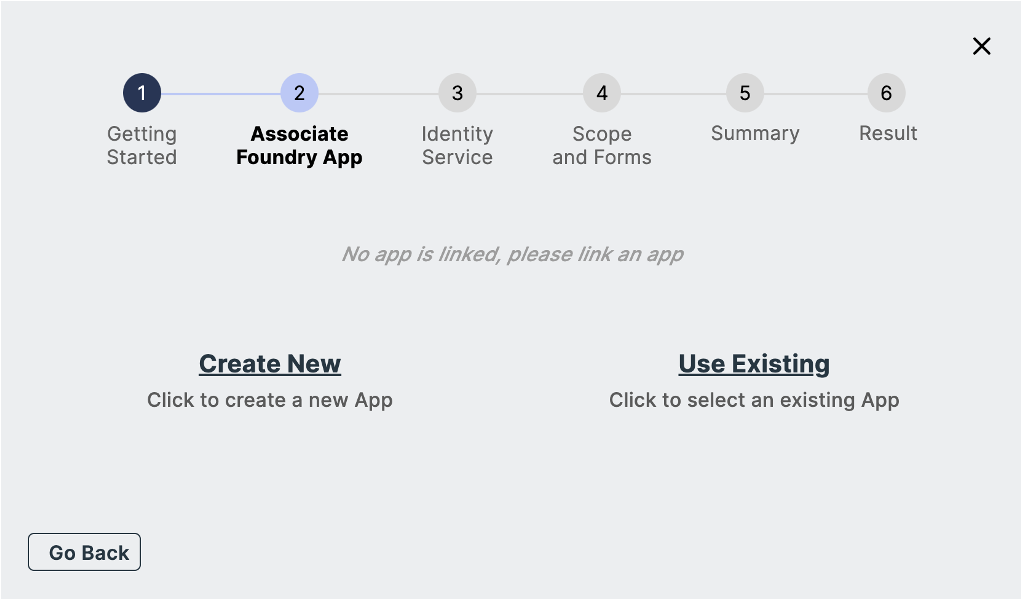 1 2 3 4 5 6
Getting Started
Associate Foundry App
Identity Service
Scope and Forms
Summary
Result
No app is linked, please link an app
Create New
Click to create a new App
Use Existing
Click to select an existing App
Go Back